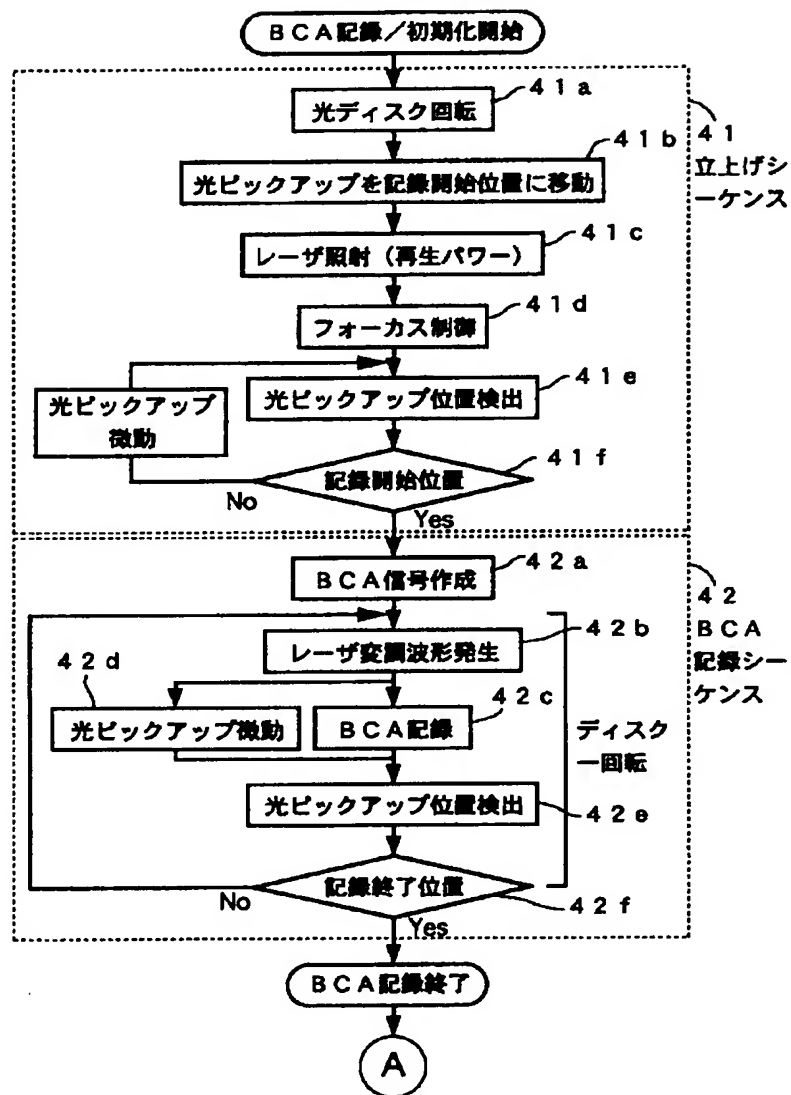 BCA記録/初期化開始
41a
光ディスク回転
41
立上げシ
ーケンス
41b
光ピックアップを記録開始位置に移動
41c
レーザ照射(再生パワー)
41d
フォーカス制御
41e
光ピックアップ位置検出
光ピックアップ
微動
41f
記録開始位置
No
Yes
42a
BCA信号作成
42
BCA
記録シー
ケンス
42b
レーザ変調波形発生
42d
42c
光ピックアップ微動
BCA記録
ディスク
一回転
光ピックアップ位置検出
42e
記録終了位置
No
42f
Yes
BCA記録終了
A